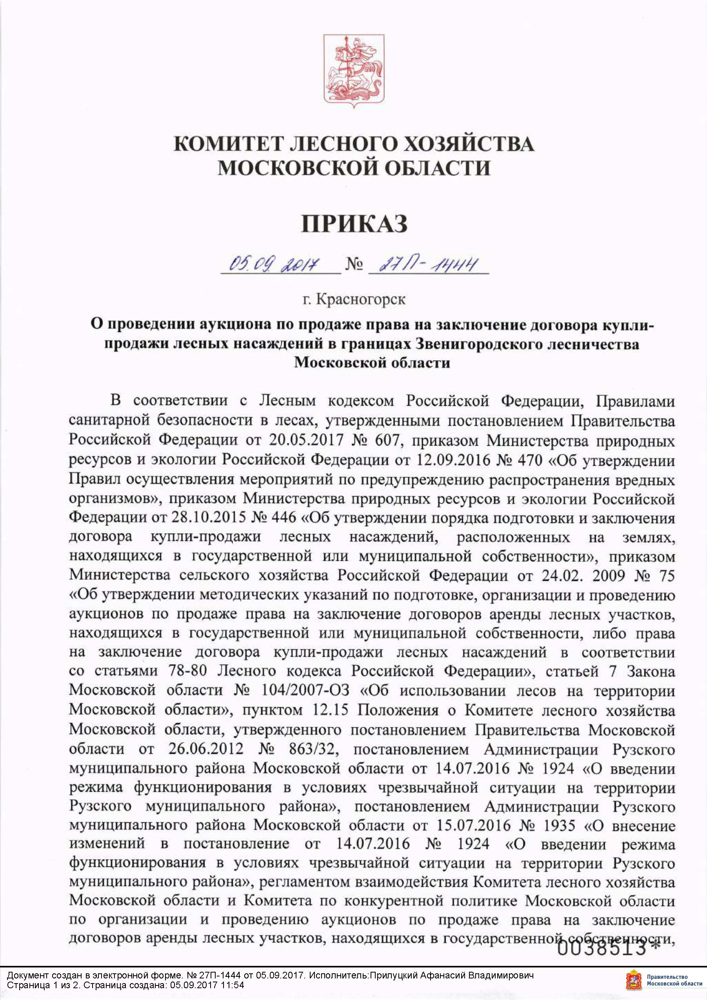 КОМИТЕТ ЛЕСНОГО ХОЗЯЙСТВА
МОСКОВСКОЙ ОБЛАСТИ
ПРИКАЗ
05.09.2017 № 27П-1444
г. Красногорск
О проведении аукциона по продаже права на заключение договора купли-
продажи лесных насаждений в границах Звенигородского лесничества
Московской области
В соответствии с Лесным кодексом Российской Федерации, Правилами
санитарной безопасности в лесах, утвержденными постановлением Правительства
Российской Федерации от 20.05.2017 № 607, приказом Министерства природных
ресурсов и экологии Российской Федерации от 12.09.2016 № 470 «Об утверждении
Правил осуществления мероприятий по предупреждению распространения вредных
организмов», приказом Министерства природных ресурсов и экологии Российской
Федерации от 28.10.2015 № 446 «Об утверждении порядка подготовки и заключения
договора купли-продажи лесных насаждений, расположенных на землях,
находящихся в государственной или муниципальной собственности», приказом
Министерства сельского хозяйства Российской Федерации от 24.02. 2009 № 75
«Об утверждении методических указаний по подготовке, организации и проведению
аукционов по продаже права на заключение договоров аренды лесных участков,
находящихся в государственной или муниципальной собственности, либо права
на заключение договора купли-продажи лесных насаждений в соответствии
со статьями 78-80 Лесного кодекса Российской Федерации», статьей 7 Закона
Московской области № 104/2007-ОЗ «Об использовании лесов на территории
Московской области», пунктом 12.15 Положения о Комитете лесного хозяйства
Московской области, утвержденного постановлением Правительства Московской
области от 26.06.2012 № 863/32, постановлением Администрации Рузского
муниципального района Московской области от 14.07.2016 № 1924 «О введении
режима функционирования в условиях чрезвычайной ситуации на территории
Рузского муниципального района», постановлением Администрации Рузского
муниципального района Московской области от 15.07.2016 № 1935 «О внесение
изменений в постановление от 14.07.2016 № 1924 «О введении режима
функционирования в условиях чрезвычайной ситуации на территории Рузского
муниципального района», регламентом взаимодействия Комитета лесного хозяйства
Московской области и Комитета по конкурентной политике Московской области
по организации и проведению аукционов по продаже права на заключение
договоров аренды лесных участков, находящихся в государственной собственности,
0038513*
Документ создан в электронной форме. № 27П-1444 от 05.09.2017. Исполнитель:Прилуцкий Афанасий Владимирович
Страница 1 из 2. Страница создана: 05.09.2017 11:54
Правительство
Московской области